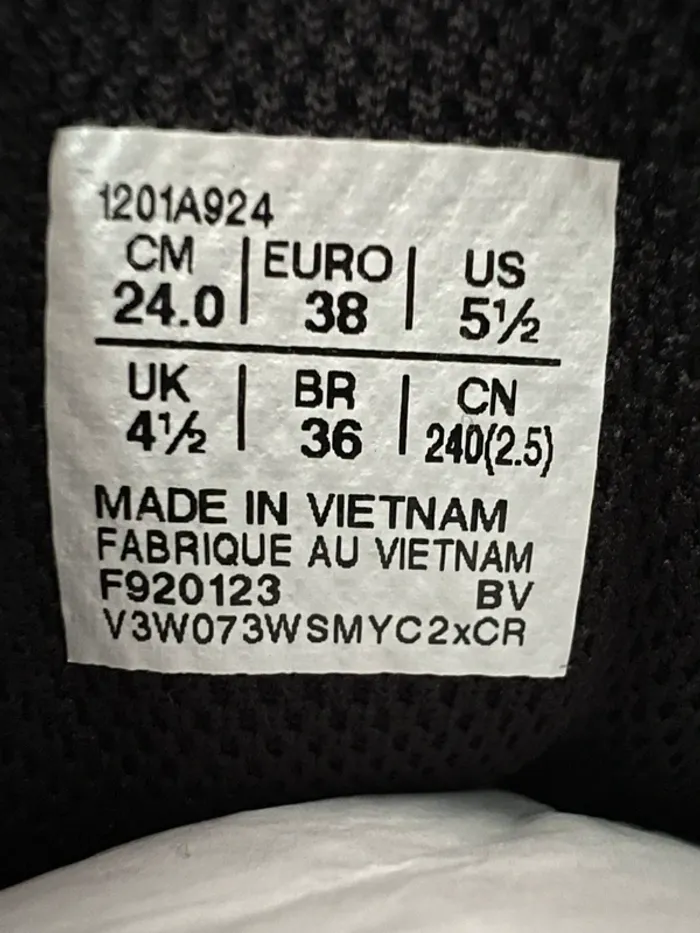 1201A924
CM | EURO | US
24.0 | 38 | 5½
UK | BR | CN
4½ | 36 | 240(2.5)
MADE IN VIETNAM
FABRIQUE AU VIETNAM
F920123 BV
V3W073WSMYC2xCR